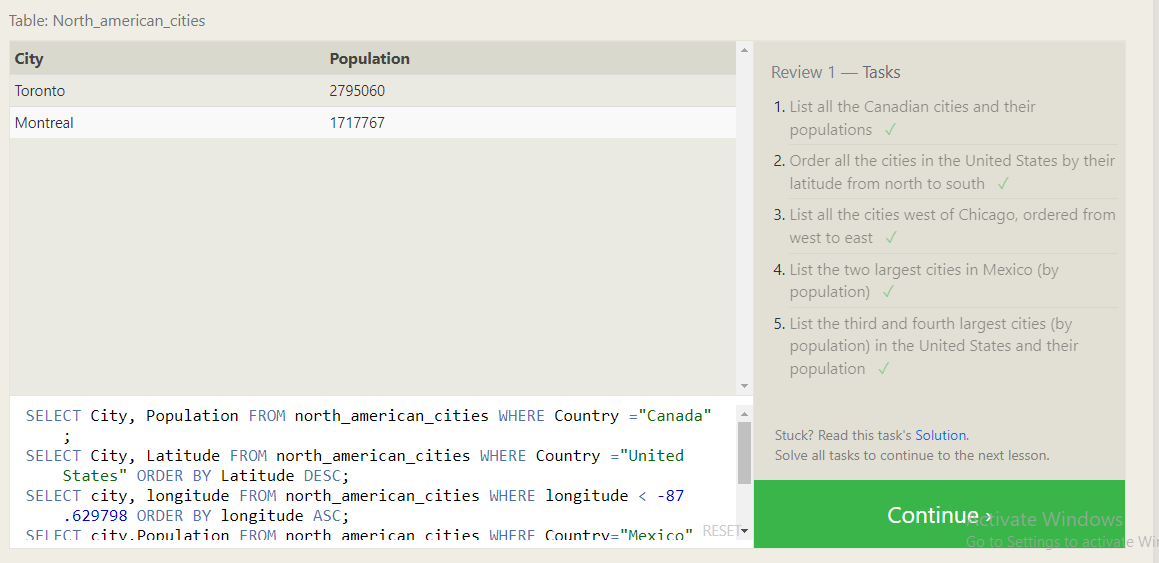 Table: North_american_cities
City Population
Toronto 2795060
Montreal 1717767
Review 1 — Tasks
1. List all the Canadian cities and their
populations ✓
2. Order all the cities in the United States by their
latitude from north to south ✓
3. List all the cities west of Chicago, ordered from
west to east ✓
4. List the two largest cities in Mexico (by
population) ✓
5. List the third and fourth largest cities (by
population) in the United States and their
population ✓
Stuck? Read this task's Solution.
Solve all tasks to continue to the next lesson.
SELECT City, Population FROM north_american_cities WHERE Country ="Canada"
;
SELECT City, Latitude FROM north_american_cities WHERE Country ="United
States" ORDER BY Latitude DESC;
SELECT city, longitude FROM north_american_cities WHERE longitude < -87
.629798 ORDER BY longitude ASC;
SELECT city,Population FROM north_american_cities WHERE Country="Mexico"
RESET
Continue ›
Activate Windows
Go to Settings to activate Wi